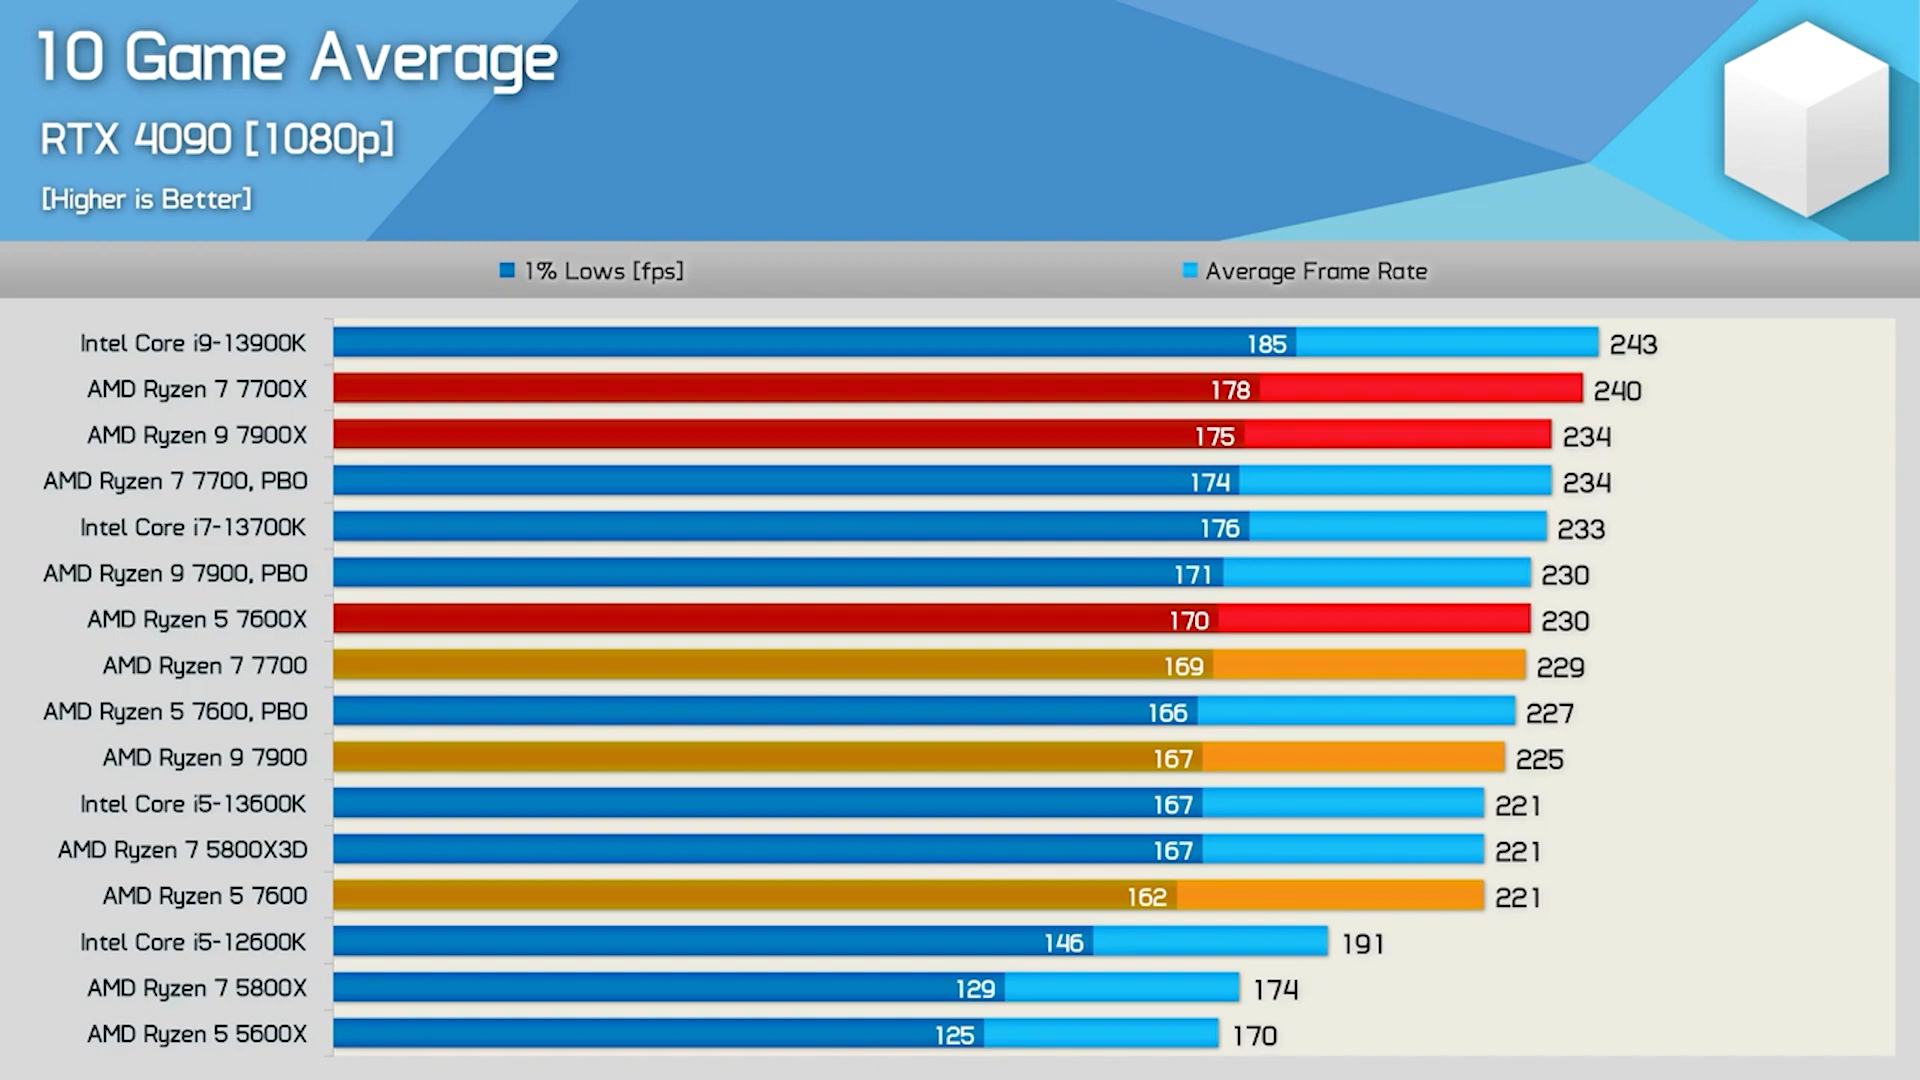 10 Game Average
RTX 4090 [1080p]
[Higher is Better]
1% Lows [fps] Average Frame Rate
Intel Core i9-13900K 185 243
AMD Ryzen 7 7700X 178 240
AMD Ryzen 9 7900X 175 234
AMD Ryzen 7 7700, PBO 174 234
Intel Core i7-13700K 176 233
AMD Ryzen 9 7900, PBO 171 230
AMD Ryzen 5 7600X 170 230
AMD Ryzen 7 7700 169 229
AMD Ryzen 5 7600, PBO 166 227
AMD Ryzen 9 7900 167 225
Intel Core i5-13600K 167 221
AMD Ryzen 7 5800X3D 167 221
AMD Ryzen 5 7600 162 221
Intel Core i5-12600K 146 191
AMD Ryzen 7 5800X 129 174
AMD Ryzen 5 5600X 125 170